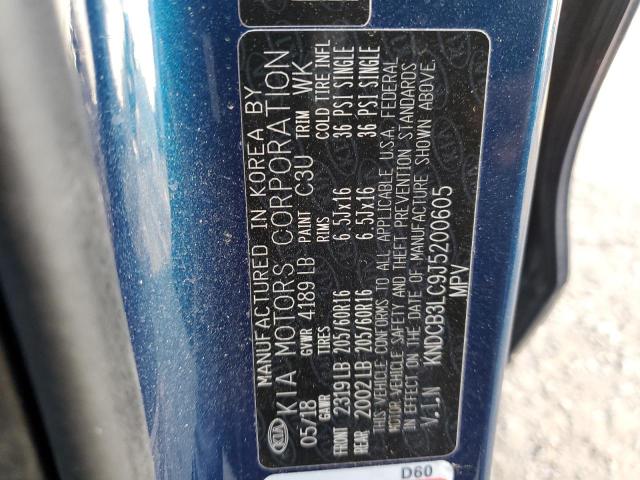 MANUFACTURED IN KOREA BY
KIA KIA MOTORS CORPORATION
05/18 GVWR 4189 LB PAINT C3U TRIM WK
GAWR TIRES RIMS COLD TIRE INFL
FRONT 2319 LB 205/60R16 6.5Jx16 36 PSI SINGLE
REAR 2002 LB 205/60R16 6.5Jx16 36 PSI SINGLE
THIS VEHICLE CONFORMS TO ALL APPLICABLE U.S.A. FEDERAL
MOTOR VEHICLE SAFETY AND THEFT PREVENTION STANDARDS
IN EFFECT ON THE DATE OF MANUFACTURE SHOWN ABOVE.
V.I.N KNDCB3LC9J5200605
MPV
D60